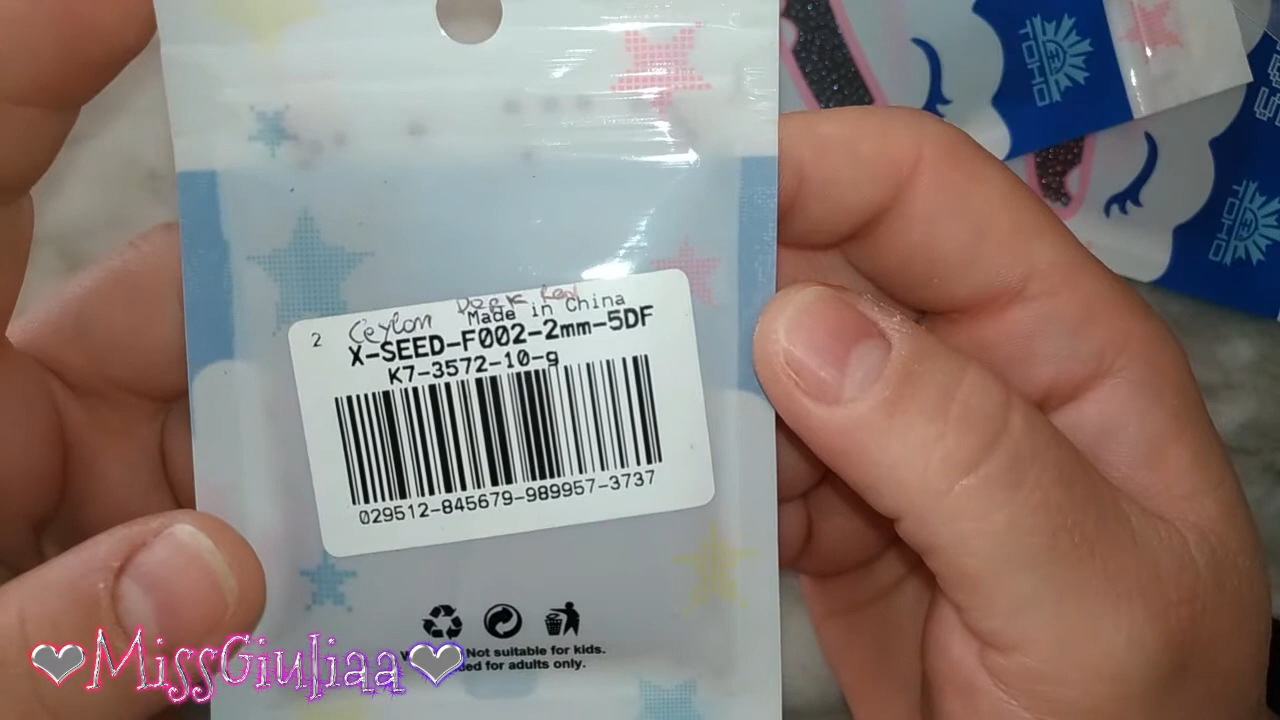 TOHO
TOHO
Ceylon Dark Red
2 Made in China
X-SEED-F002-2mm-5DF
K7-3572-10-g
029512-845679-989957-3737
Not suitable for kids.
for adults only.
❤MissGiuliaa❤